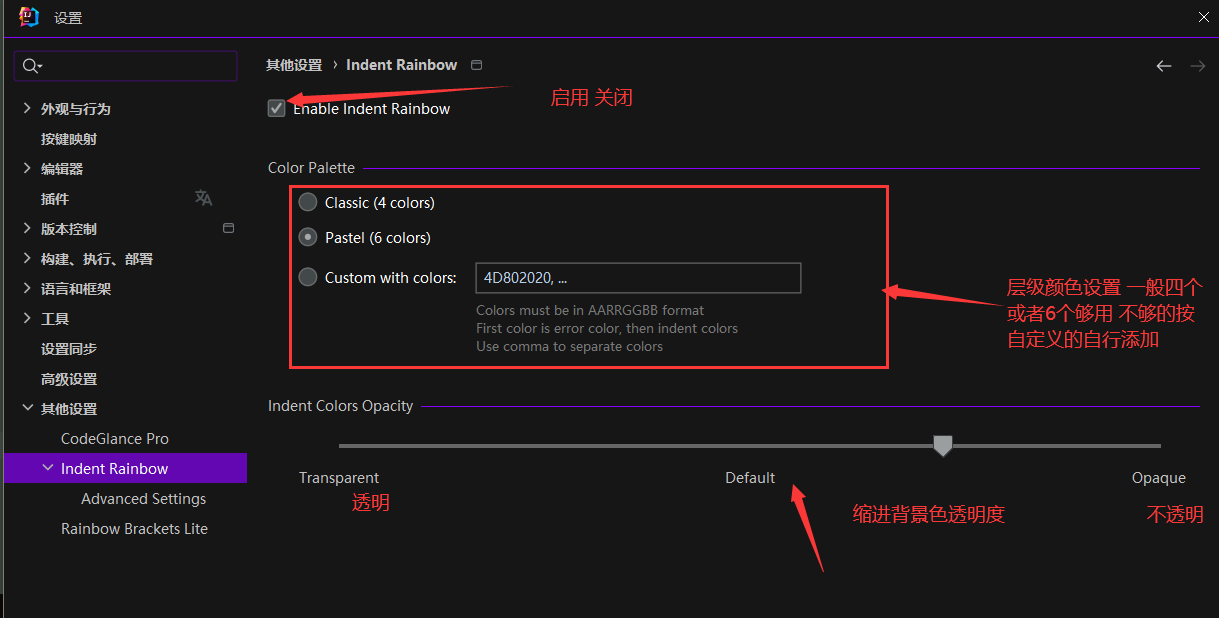 设置
其他设置 › Indent Rainbow
Enable Indent Rainbow
启用 关闭
外观与行为
按键映射
编辑器
插件
版本控制
构建、执行、部署
语言和框架
工具
设置同步
高级设置
其他设置
CodeGlance Pro
Indent Rainbow
Advanced Settings
Rainbow Brackets Lite
Color Palette
Classic (4 colors)
Pastel (6 colors)
Custom with colors: 4D802020, ...
Colors must be in AARRGGBB format
First color is error color, then indent colors
Use comma to separate colors
层级颜色设置 一般四个
或者6个够用 不够的按
自定义的自行添加
Indent Colors Opacity
Transparent Default Opaque
透明
缩进背景色透明度
不透明